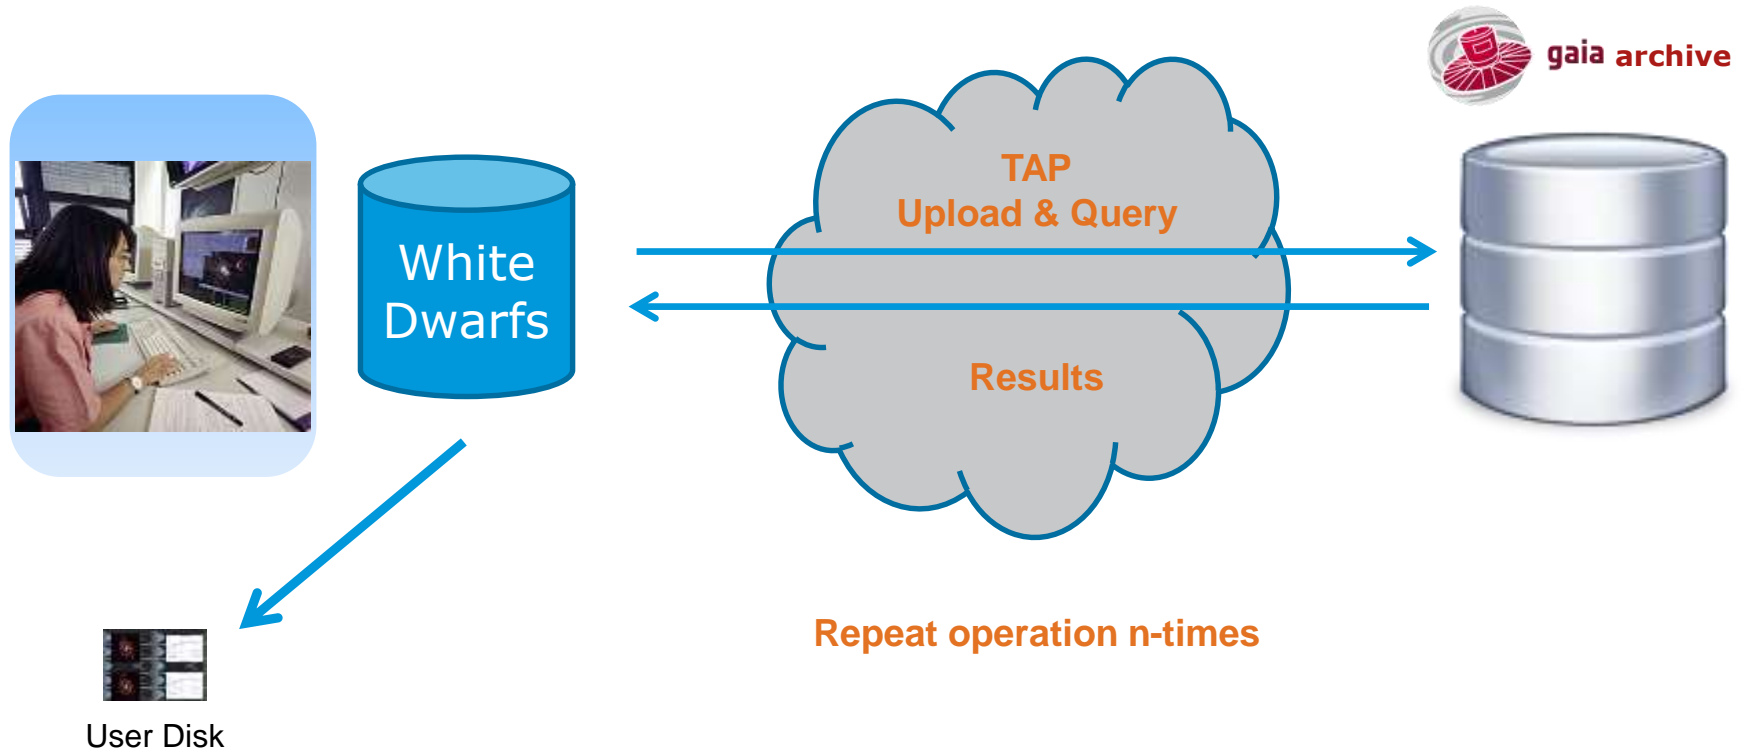 gaia archive
TAP
Upload & Query
White
Dwarfs
Results
Repeat operation n-times
User Disk